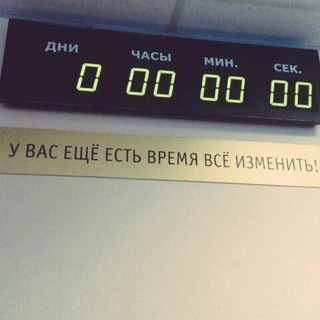 ДНИ ЧАСЫ МИН. СЕК.
0 00 00 00
У ВАС ЕЩЁ ЕСТЬ ВРЕМЯ ВСЁ ИЗМЕНИТЬ!